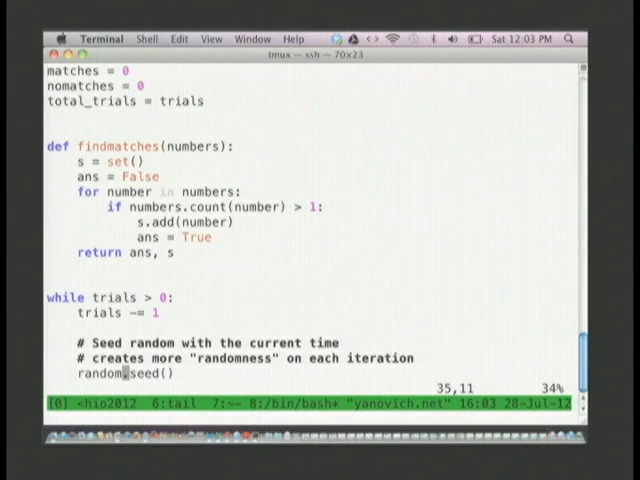 Terminal Shell Edit View Window Help Sat 12:03 PM
tmux — ssh — 70×23
matches = 0
nomatches = 0
total_trials = trials
def findmatches(numbers):
s = set()
ans = False
for number in numbers:
if numbers.count(number) > 1:
s.add(number)
ans = True
return ans, s
while trials > 0:
trials -= 1
# Seed random with the current time
# creates more "randomness" on each iteration
random.seed()
35,11 34%
[0] <hio2012 6:tail 7:~- 8:/bin/bash* "yanovich.net" 16:03 28-Jul-12